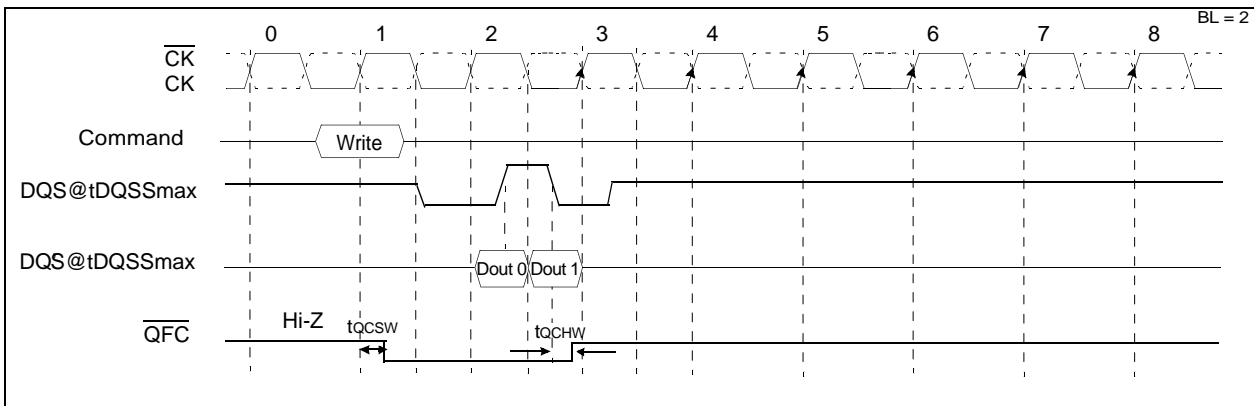 BL = 2
0 1 2 3 4 5 6 7 8
CK
CK
Command
Write
DQS@tDQSSmax
DQS@tDQSSmax
Dout 0 Dout 1
QFC
Hi-Z
tQCSW
tQCHW